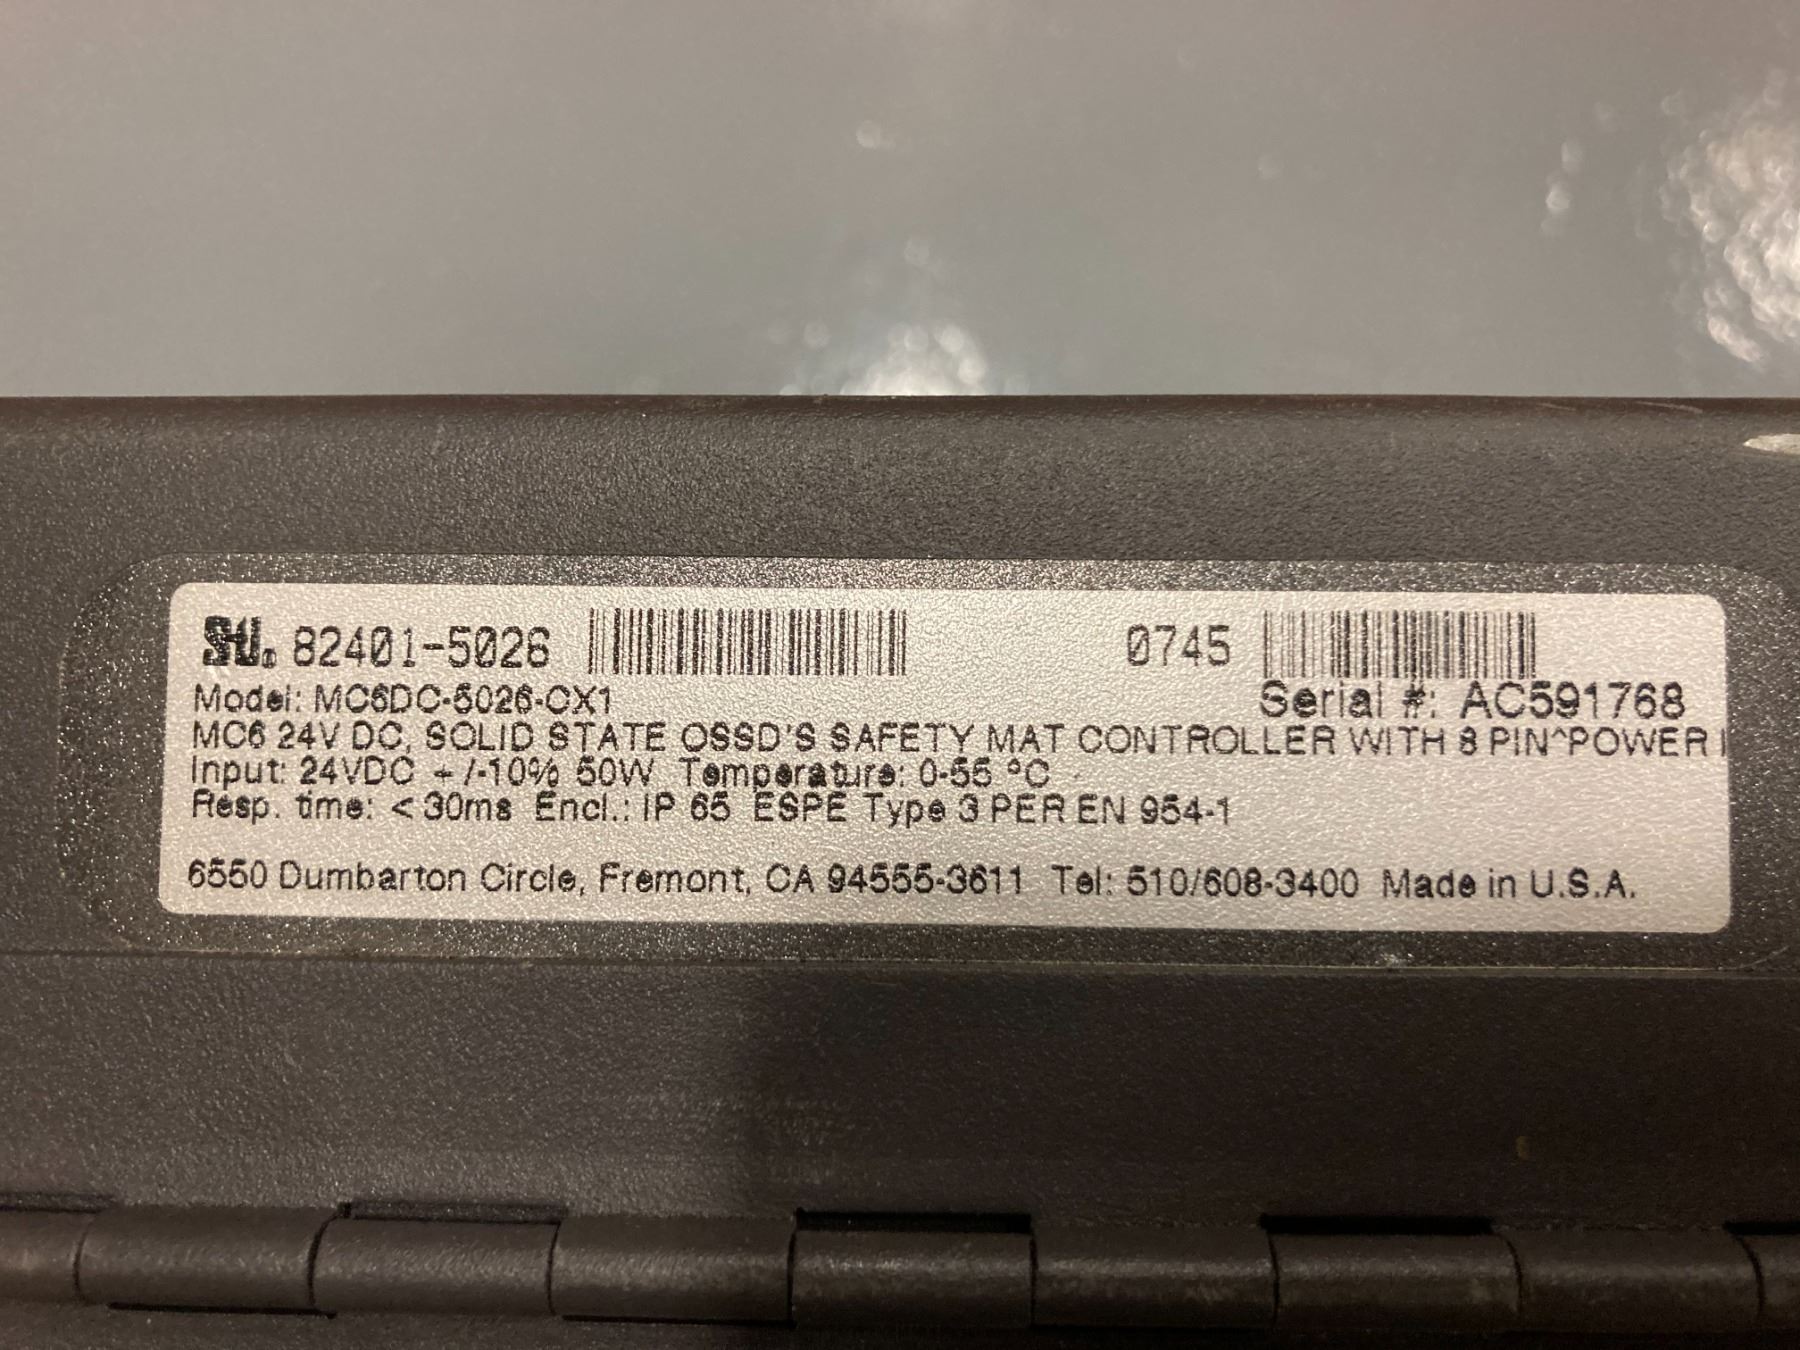 82401-5026 0745
Model: MC6DC-5026-CX1
Serial #: AC591768
MC6 24V DC, SOLID STATE OSSD'S SAFETY MAT CONTROLLER WITH 8 PIN^POWER
Input: 24VDC +/-10% 50W Temperature: 0-55 °C
Resp. time: < 30ms Encl.: IP 65 ESPE Type 3 PER EN 954-1
6550 Dumbarton Circle, Fremont, CA 94555-3611 Tel: 510/608-3400 Made in U.S.A.